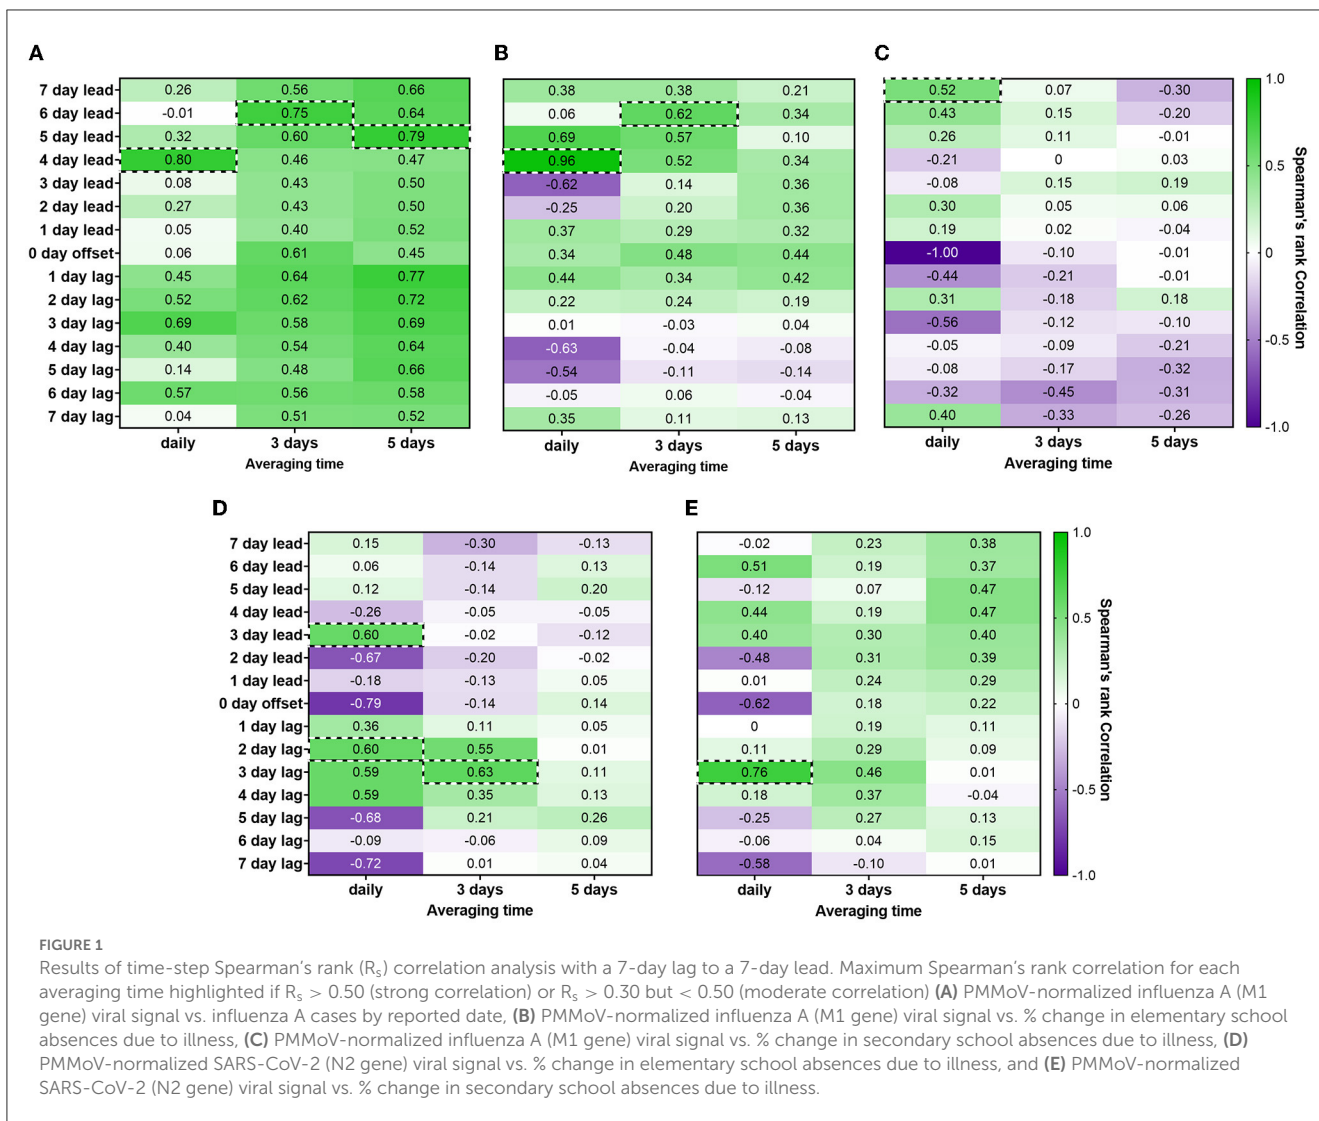 A
B
C
7 day lead 0.26 0.56 0.66
6 day lead -0.01 0.75 0.64
5 day lead 0.32 0.60 0.79
4 day lead 0.80 0.46 0.47
3 day lead 0.08 0.43 0.50
2 day lead 0.27 0.43 0.50
1 day lead 0.05 0.40 0.52
0 day offset 0.06 0.61 0.45
1 day lag 0.45 0.64 0.77
2 day lag 0.52 0.62 0.72
3 day lag 0.69 0.58 0.69
4 day lag 0.40 0.54 0.64
5 day lag 0.14 0.48 0.66
6 day lag 0.57 0.56 0.58
7 day lag 0.04 0.51 0.52
daily 3 days 5 days
Averaging time
0.38 0.38 0.21
0.06 0.62 0.34
0.69 0.57 0.10
0.96 0.52 0.34
-0.62 0.14 0.36
-0.25 0.20 0.36
0.37 0.29 0.32
0.34 0.48 0.44
0.44 0.34 0.42
0.22 0.24 0.19
0.01 -0.03 0.04
-0.63 -0.04 -0.08
-0.54 -0.11 -0.14
-0.05 0.06 -0.04
0.35 0.11 0.13
daily 3 days 5 days
Averaging time
0.52 0.07 -0.30
0.43 0.15 -0.20
0.26 0.11 -0.01
-0.21 0 0.03
-0.08 0.15 0.19
0.30 0.05 0.06
0.19 0.02 -0.04
-1.00 -0.10 -0.01
-0.44 -0.21 -0.01
0.31 -0.18 0.18
-0.56 -0.12 -0.10
-0.05 -0.09 -0.21
-0.08 -0.17 -0.32
-0.32 -0.45 -0.31
0.40 -0.33 -0.26
daily 3 days 5 days
Averaging time
1.0
0.5
0
-0.5
-1.0
Spearman's rank Correlation
D
E
7 day lead 0.15 -0.30 -0.13
6 day lead 0.06 -0.14 0.13
5 day lead 0.12 -0.14 0.20
4 day lead -0.26 -0.05 -0.05
3 day lead 0.60 -0.02 -0.12
2 day lead -0.67 -0.20 -0.02
1 day lead -0.18 -0.13 0.05
0 day offset -0.79 -0.14 0.14
1 day lag 0.36 0.11 0.05
2 day lag 0.60 0.55 0.01
3 day lag 0.59 0.63 0.11
4 day lag 0.59 0.35 0.13
5 day lag -0.68 0.21 0.26
6 day lag -0.09 -0.06 0.09
7 day lag -0.72 0.01 0.04
daily 3 days 5 days
Averaging time
-0.02 0.23 0.38
0.51 0.19 0.37
-0.12 0.07 0.47
0.44 0.19 0.47
0.40 0.30 0.40
-0.48 0.31 0.39
0.01 0.24 0.29
-0.62 0.18 0.22
0 0.19 0.11
0.11 0.29 0.09
0.76 0.46 0.01
0.18 0.37 -0.04
-0.25 0.27 0.13
-0.06 0.04 0.15
-0.58 -0.10 0.01
daily 3 days 5 days
Averaging time
1.0
0.5
0
-0.5
-1.0
Spearman's rank Correlation
FIGURE 1
Results of time-step Spearman's rank (Rs) correlation analysis with a 7-day lag to a 7-day lead. Maximum Spearman's rank correlation for each
averaging time highlighted if Rs > 0.50 (strong correlation) or Rs > 0.30 but < 0.50 (moderate correlation) (A) PMMoV-normalized influenza A (M1
gene) viral signal vs. influenza A cases by reported date, (B) PMMoV-normalized influenza A (M1 gene) viral signal vs. % change in elementary school
absences due to illness, (C) PMMoV-normalized influenza A (M1 gene) viral signal vs. % change in secondary school absences due to illness, (D)
PMMoV-normalized SARS-CoV-2 (N2 gene) viral signal vs. % change in elementary school absences due to illness, and (E) PMMoV-normalized
SARS-CoV-2 (N2 gene) viral signal vs. % change in secondary school absences due to illness.